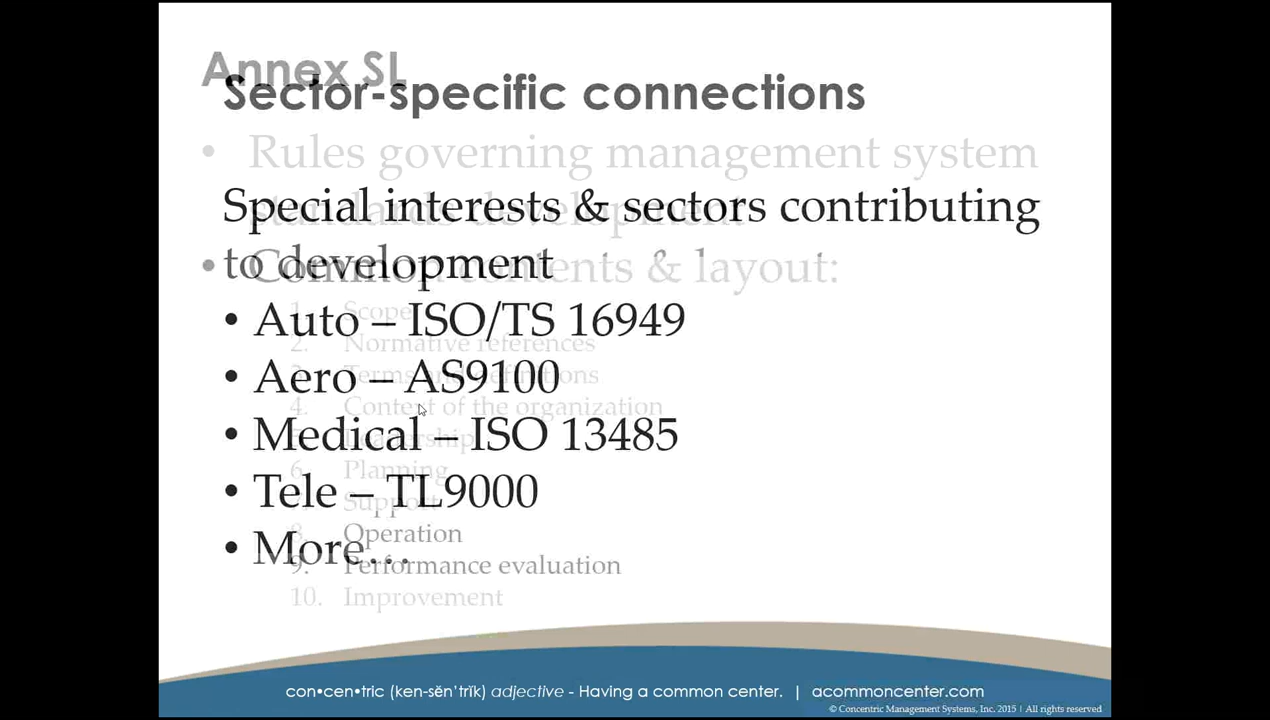 Annex SL
Sector-specific connections
• Rules governing management system
standards development
Special interests & sectors contributing
to development
• Common contents & layout:
• Auto – ISO/TS 16949
• Aero – AS9100
• Medical – ISO 13485
• Tele – TL9000
• More…
1. Scope
2. Normative references
3. Terms and definitions
4. Context of the organization
5. Leadership
6. Planning
7. Support
8. Operation
9. Performance evaluation
10. Improvement
con•cen•tric (ken-sĕn'trĭk) adjective - Having a common center. | acommoncenter.com
© Concentric Management Systems, Inc. 2015 | All rights reserved